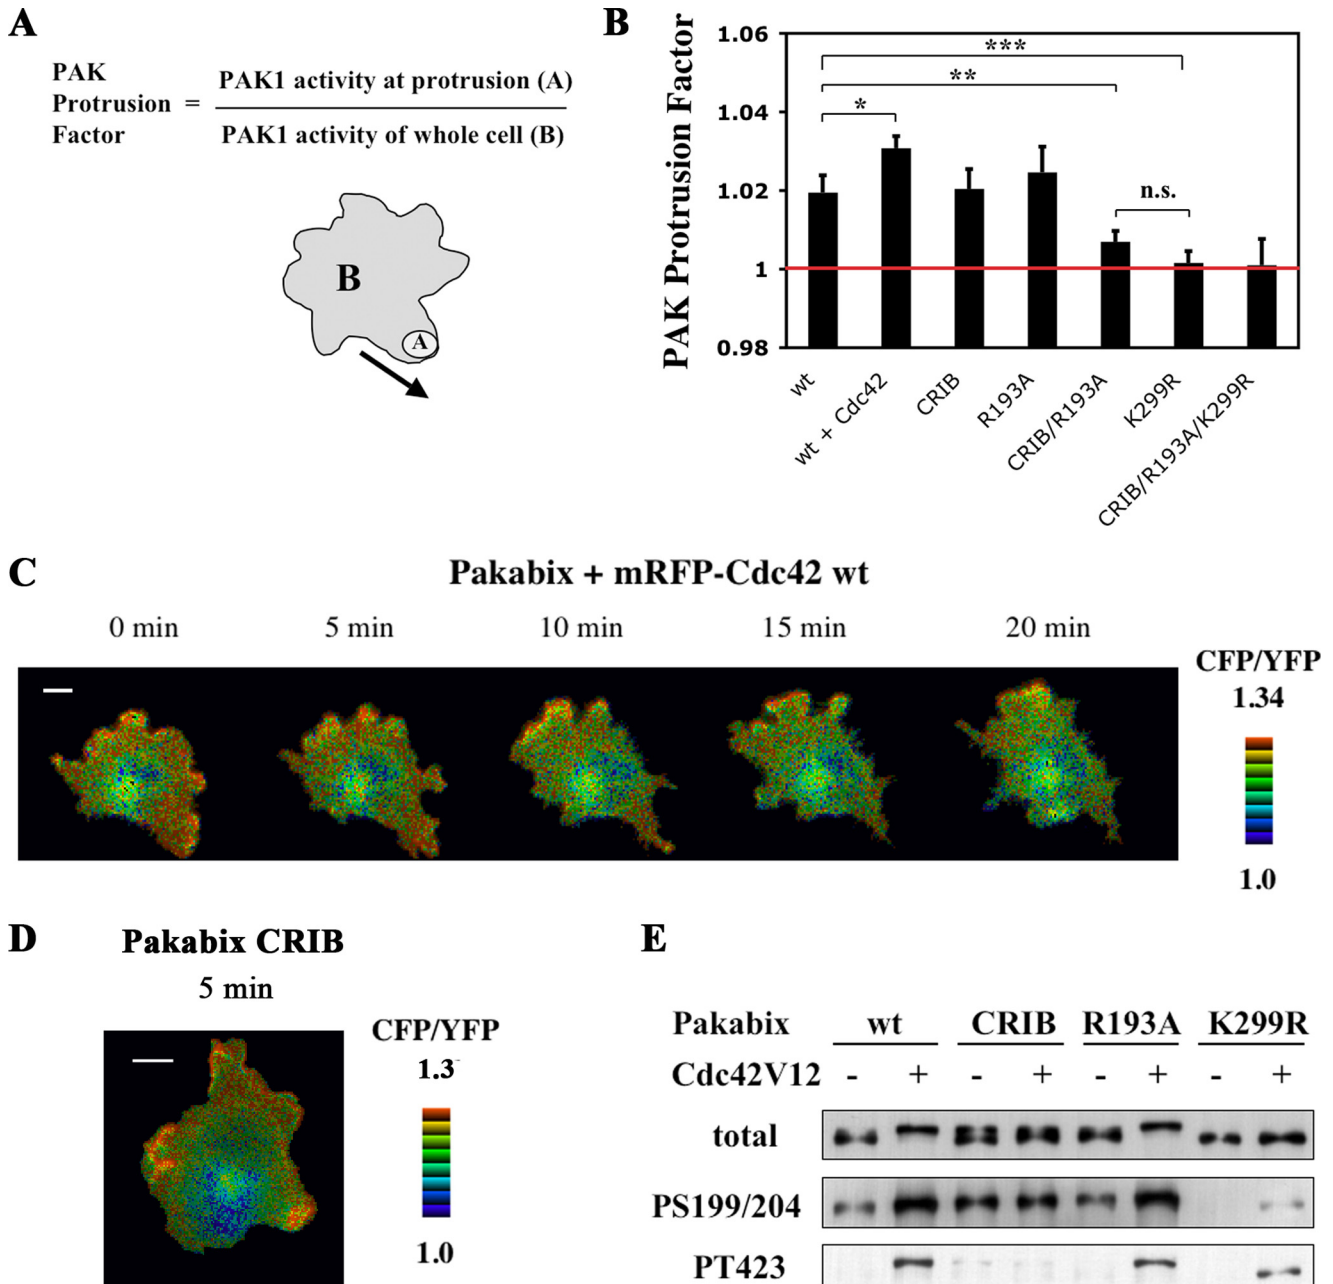 A
PAK
Protrusion =
Factor
PAK1 activity at protrusion (A)
PAK1 activity of whole cell (B)
B
A
B
PAK Protrusion Factor
1.06
1.04
1.02
1
0.98
***
**
*
n.s.
wt
wt + Cdc42
CRIB
R193A
CRIB/R193A
K299R
CRIB/R193A/K299R
C
Pakabix + mRFP-Cdc42 wt
0 min 5 min 10 min 15 min 20 min
CFP/YFP
1.34
1.0
D
Pakabix CRIB
5 min
CFP/YFP
1.3
1.0
E
Pakabix wt CRIB R193A K299R
Cdc42V12 - + - + - + - +
total
PS199/204
PT423